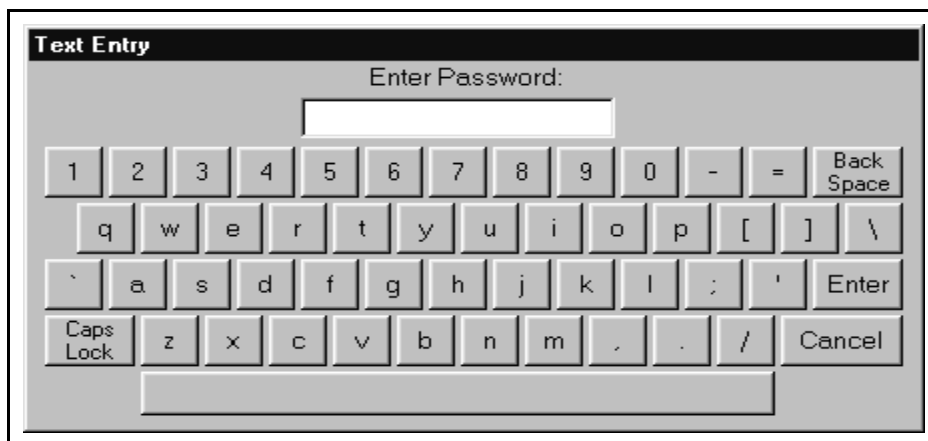 Text Entry
Enter Password:
1 2 3 4 5 6 7 8 9 0 - = Back Space
q w e r t y u i o p [ ] \
` a s d f g h j k l ; ' Enter
Caps Lock z x c v b n m , . / Cancel